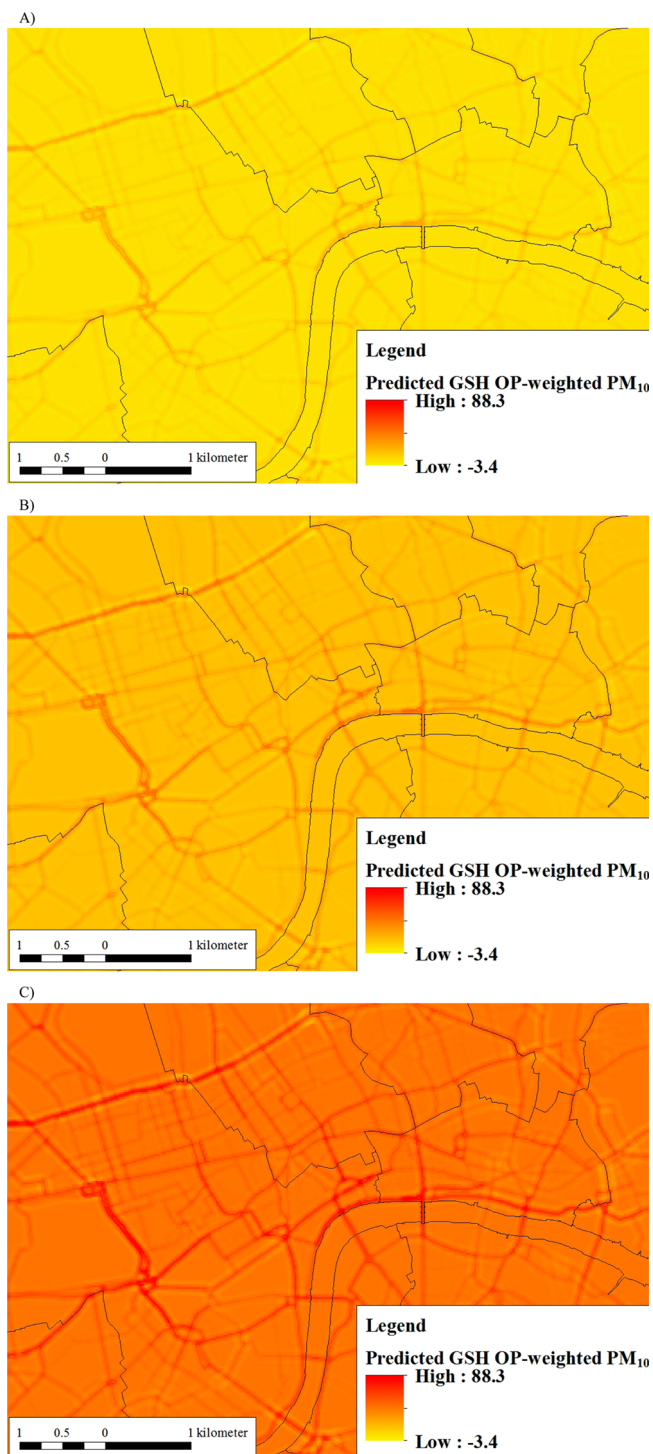 A)
Legend
Predicted GSH OP-weighted PM₁₀
High : 88.3
Low : -3.4
1 0.5 0 1 kilometer
B)
Legend
Predicted GSH OP-weighted PM₁₀
High : 88.3
Low : -3.4
1 0.5 0 1 kilometer
C)
Legend
Predicted GSH OP-weighted PM₁₀
High : 88.3
Low : -3.4
1 0.5 0 1 kilometer